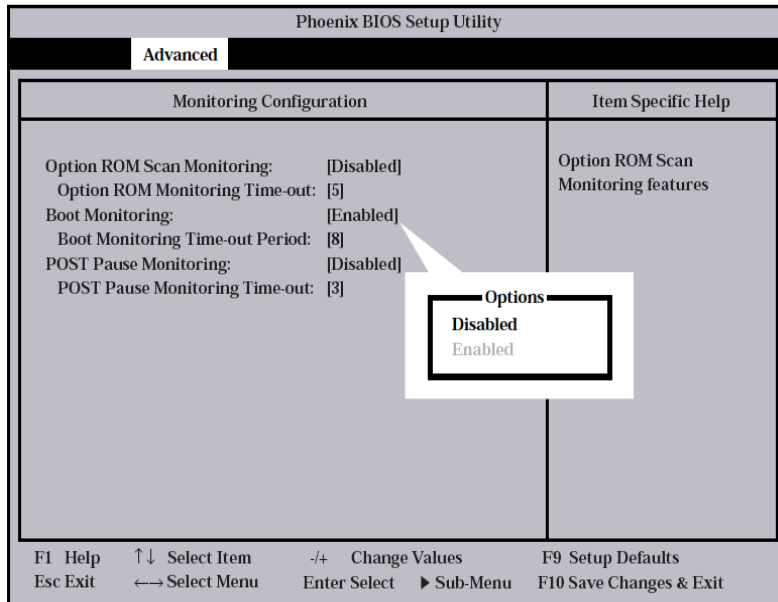 Phoenix BIOS Setup Utility
Advanced
Monitoring Configuration
Item Specific Help
Option ROM Scan Monitoring: [Disabled]
Option ROM Monitoring Time-out: [5]
Boot Monitoring: [Enabled]
Boot Monitoring Time-out Period: [8]
POST Pause Monitoring: [Disabled]
POST Pause Monitoring Time-out: [3]
Option ROM Scan
Monitoring features
Options
Disabled
Enabled
F1 Help ↑↓ Select Item -/+ Change Values F9 Setup Defaults
Esc Exit ←→ Select Menu Enter Select ▶ Sub-Menu F10 Save Changes & Exit